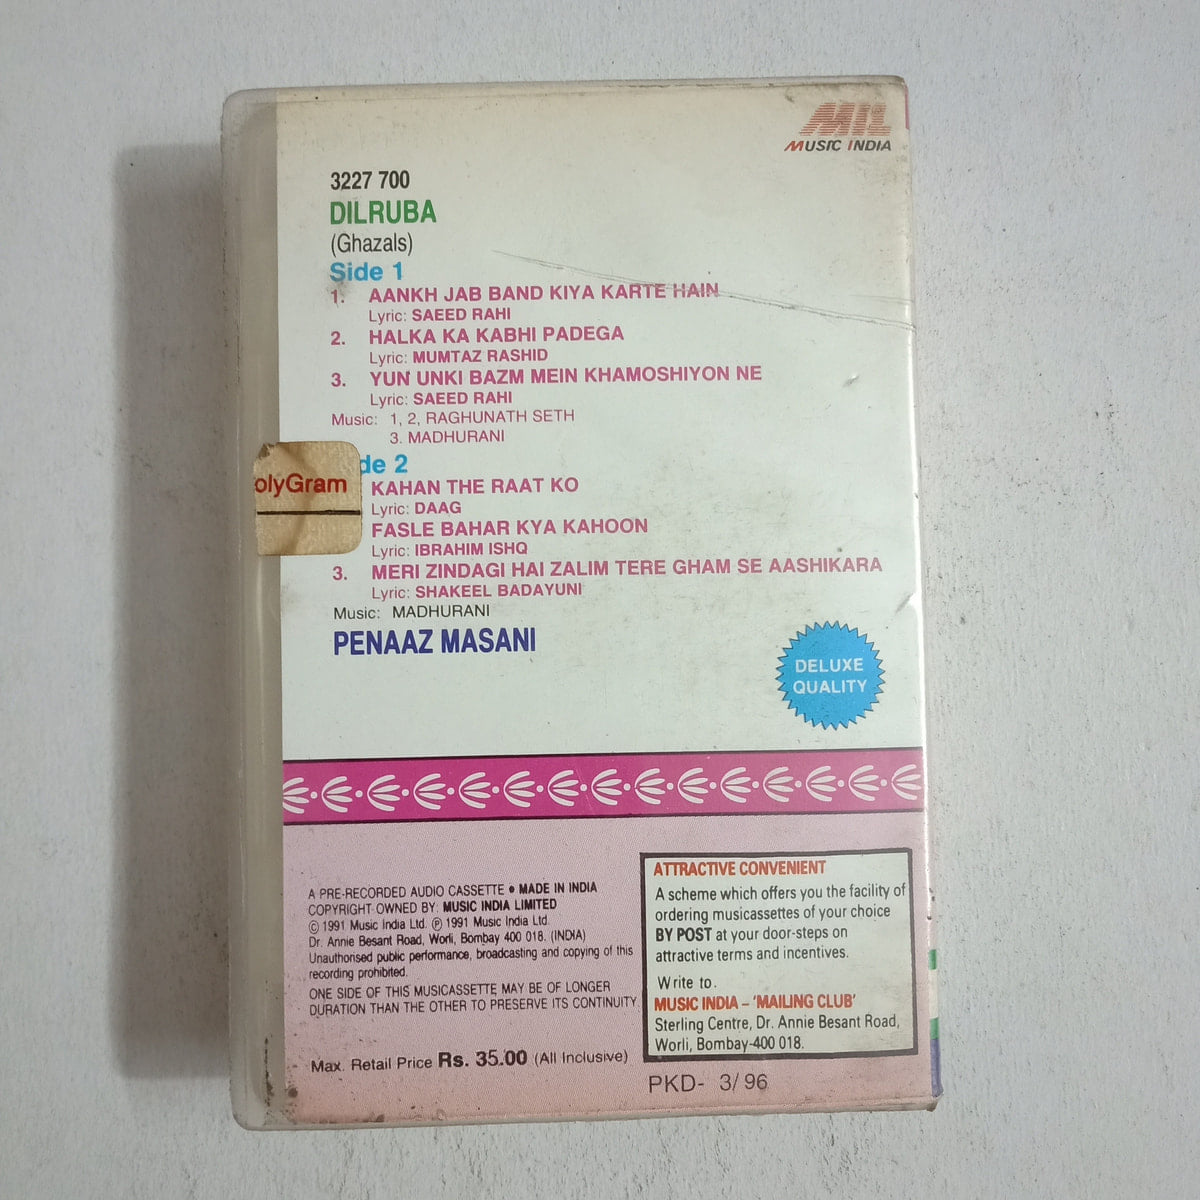 MIL
MUSIC INDIA
3227 700
DILRUBA
(Ghazals)
Side 1
1. AANKH JAB BAND KIYA KARTE HAIN
Lyric: SAEED RAHI
2. HALKA KA KABHI PADEGA
Lyric: MUMTAZ RASHID
3. YUN UNKI BAZM MEIN KHAMOSHIYON NE
Lyric: SAEED RAHI
Music: 1, 2, RAGHUNATH SETH
3. MADHURANI
de 2
olyGram
KAHAN THE RAAT KO
Lyric: DAAG
FASLE BAHAR KYA KAHOON
Lyric: IBRAHIM ISHQ
3. MERI ZINDAGI HAI ZALIM TERE GHAM SE AASHIKARA
Lyric: SHAKEEL BADAYUNI
Music: MADHURANI
PENAAZ MASANI
DELUXE
QUALITY
A PRE-RECORDED AUDIO CASSETTE • MADE IN INDIA
COPYRIGHT OWNED BY: MUSIC INDIA LIMITED
© 1991 Music India Ltd. ℗ 1991 Music India Ltd.
Dr. Annie Besant Road, Worli, Bombay 400 018. (INDIA)
Unauthorised public performance, broadcasting and copying of this
recording prohibited.
ONE SIDE OF THIS MUSICASSETTE MAY BE OF LONGER
DURATION THAN THE OTHER TO PRESERVE ITS CONTINUITY
Max. Retail Price Rs. 35.00 (All Inclusive)
ATTRACTIVE CONVENIENT
A scheme which offers you the facility of
ordering musicassettes of your choice
BY POST at your door-steps on
attractive terms and incentives.
Write to.
MUSIC INDIA – 'MAILING CLUB'
Sterling Centre, Dr. Annie Besant Road,
Worli, Bombay-400 018.
PKD- 3/96